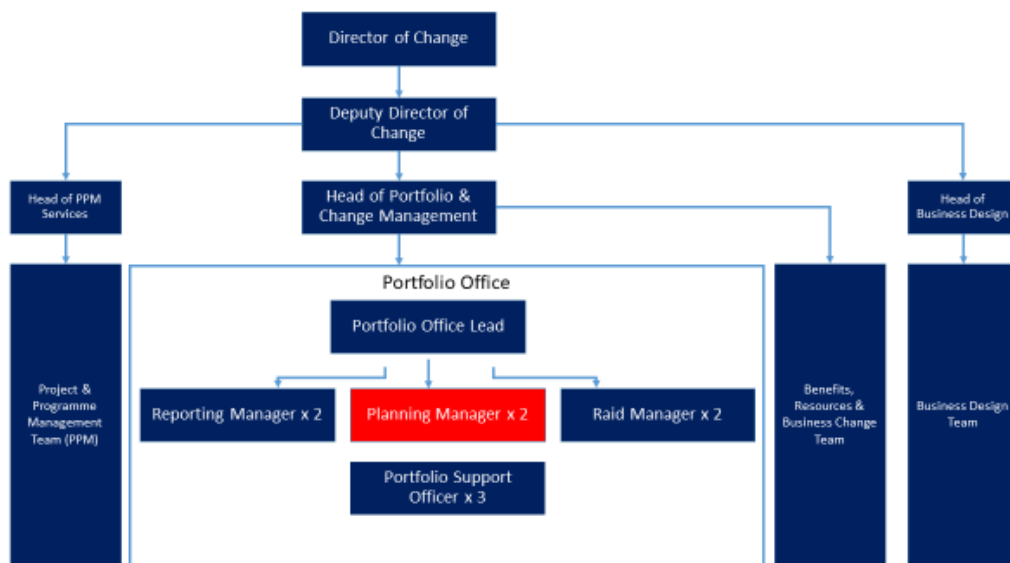 Director of Change
Deputy Director of
Change
Head of PPM
Services
Head of Portfolio &
Change Management
Head of
Business Design
Portfolio Office
Portfolio Office Lead
Reporting Manager x 2
Planning Manager x 2
Raid Manager x 2
Portfolio Support
Officer x 3
Project &
Programme
Management
Team (PPM)
Benefits,
Resources &
Business Change
Team
Business Design
Team